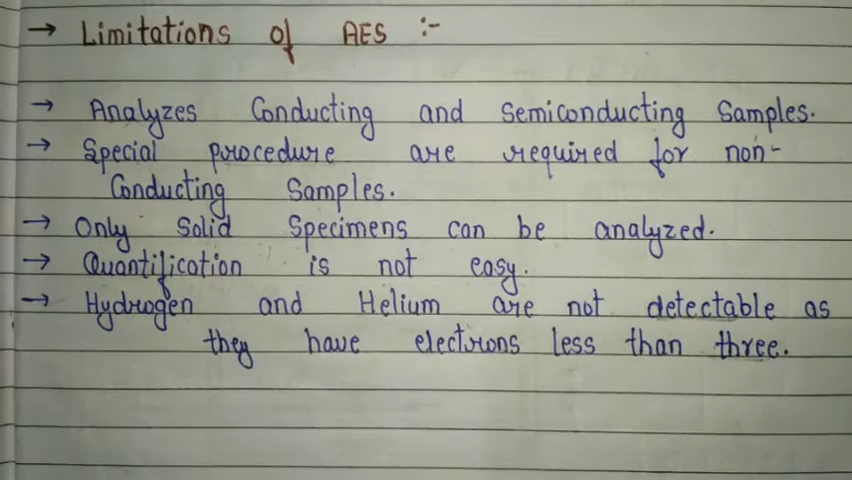 → Limitations of AES :-
→ Analyzes Conducting and Semiconducting Samples.
→ Special procedure are required for non-
Conducting Samples.
→ Only Solid Specimens can be analyzed.
→ Quantification is not easy.
→ Hydrogen and Helium are not detectable as
they have electrons less than three.